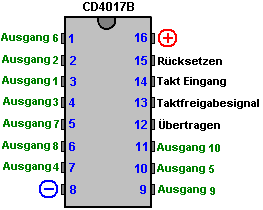 CD4017B
Ausgang 6 1 16 +
Ausgang 2 2 15 Rücksetzen
Ausgang 1 3 14 Takt Eingang
Ausgang 3 4 13 Taktfreigabesignal
Ausgang 7 5 12 Übertragen
Ausgang 8 6 11 Ausgang 10
Ausgang 4 7 10 Ausgang 5
− 8 9 Ausgang 9